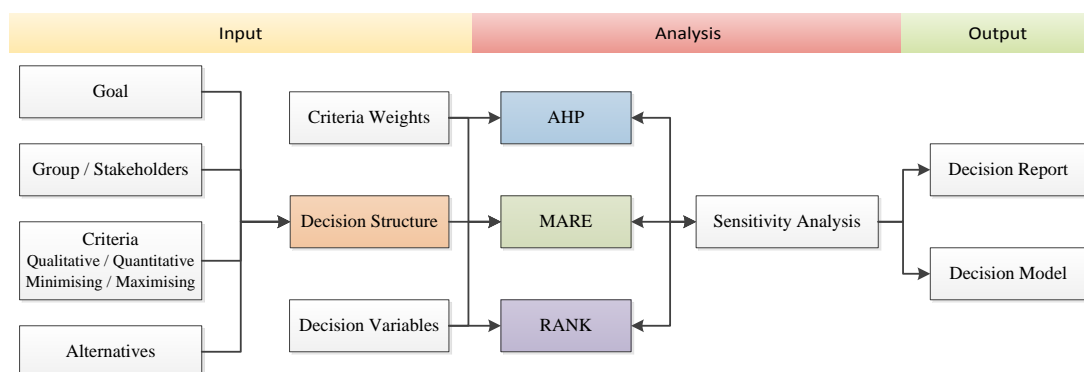 Input
Analysis
Output
Goal
Group / Stakeholders
Criteria
Qualitative / Quantitative
Minimising / Maximising
Alternatives
Criteria Weights
Decision Structure
Decision Variables
AHP
MARE
RANK
Sensitivity Analysis
Decision Report
Decision Model